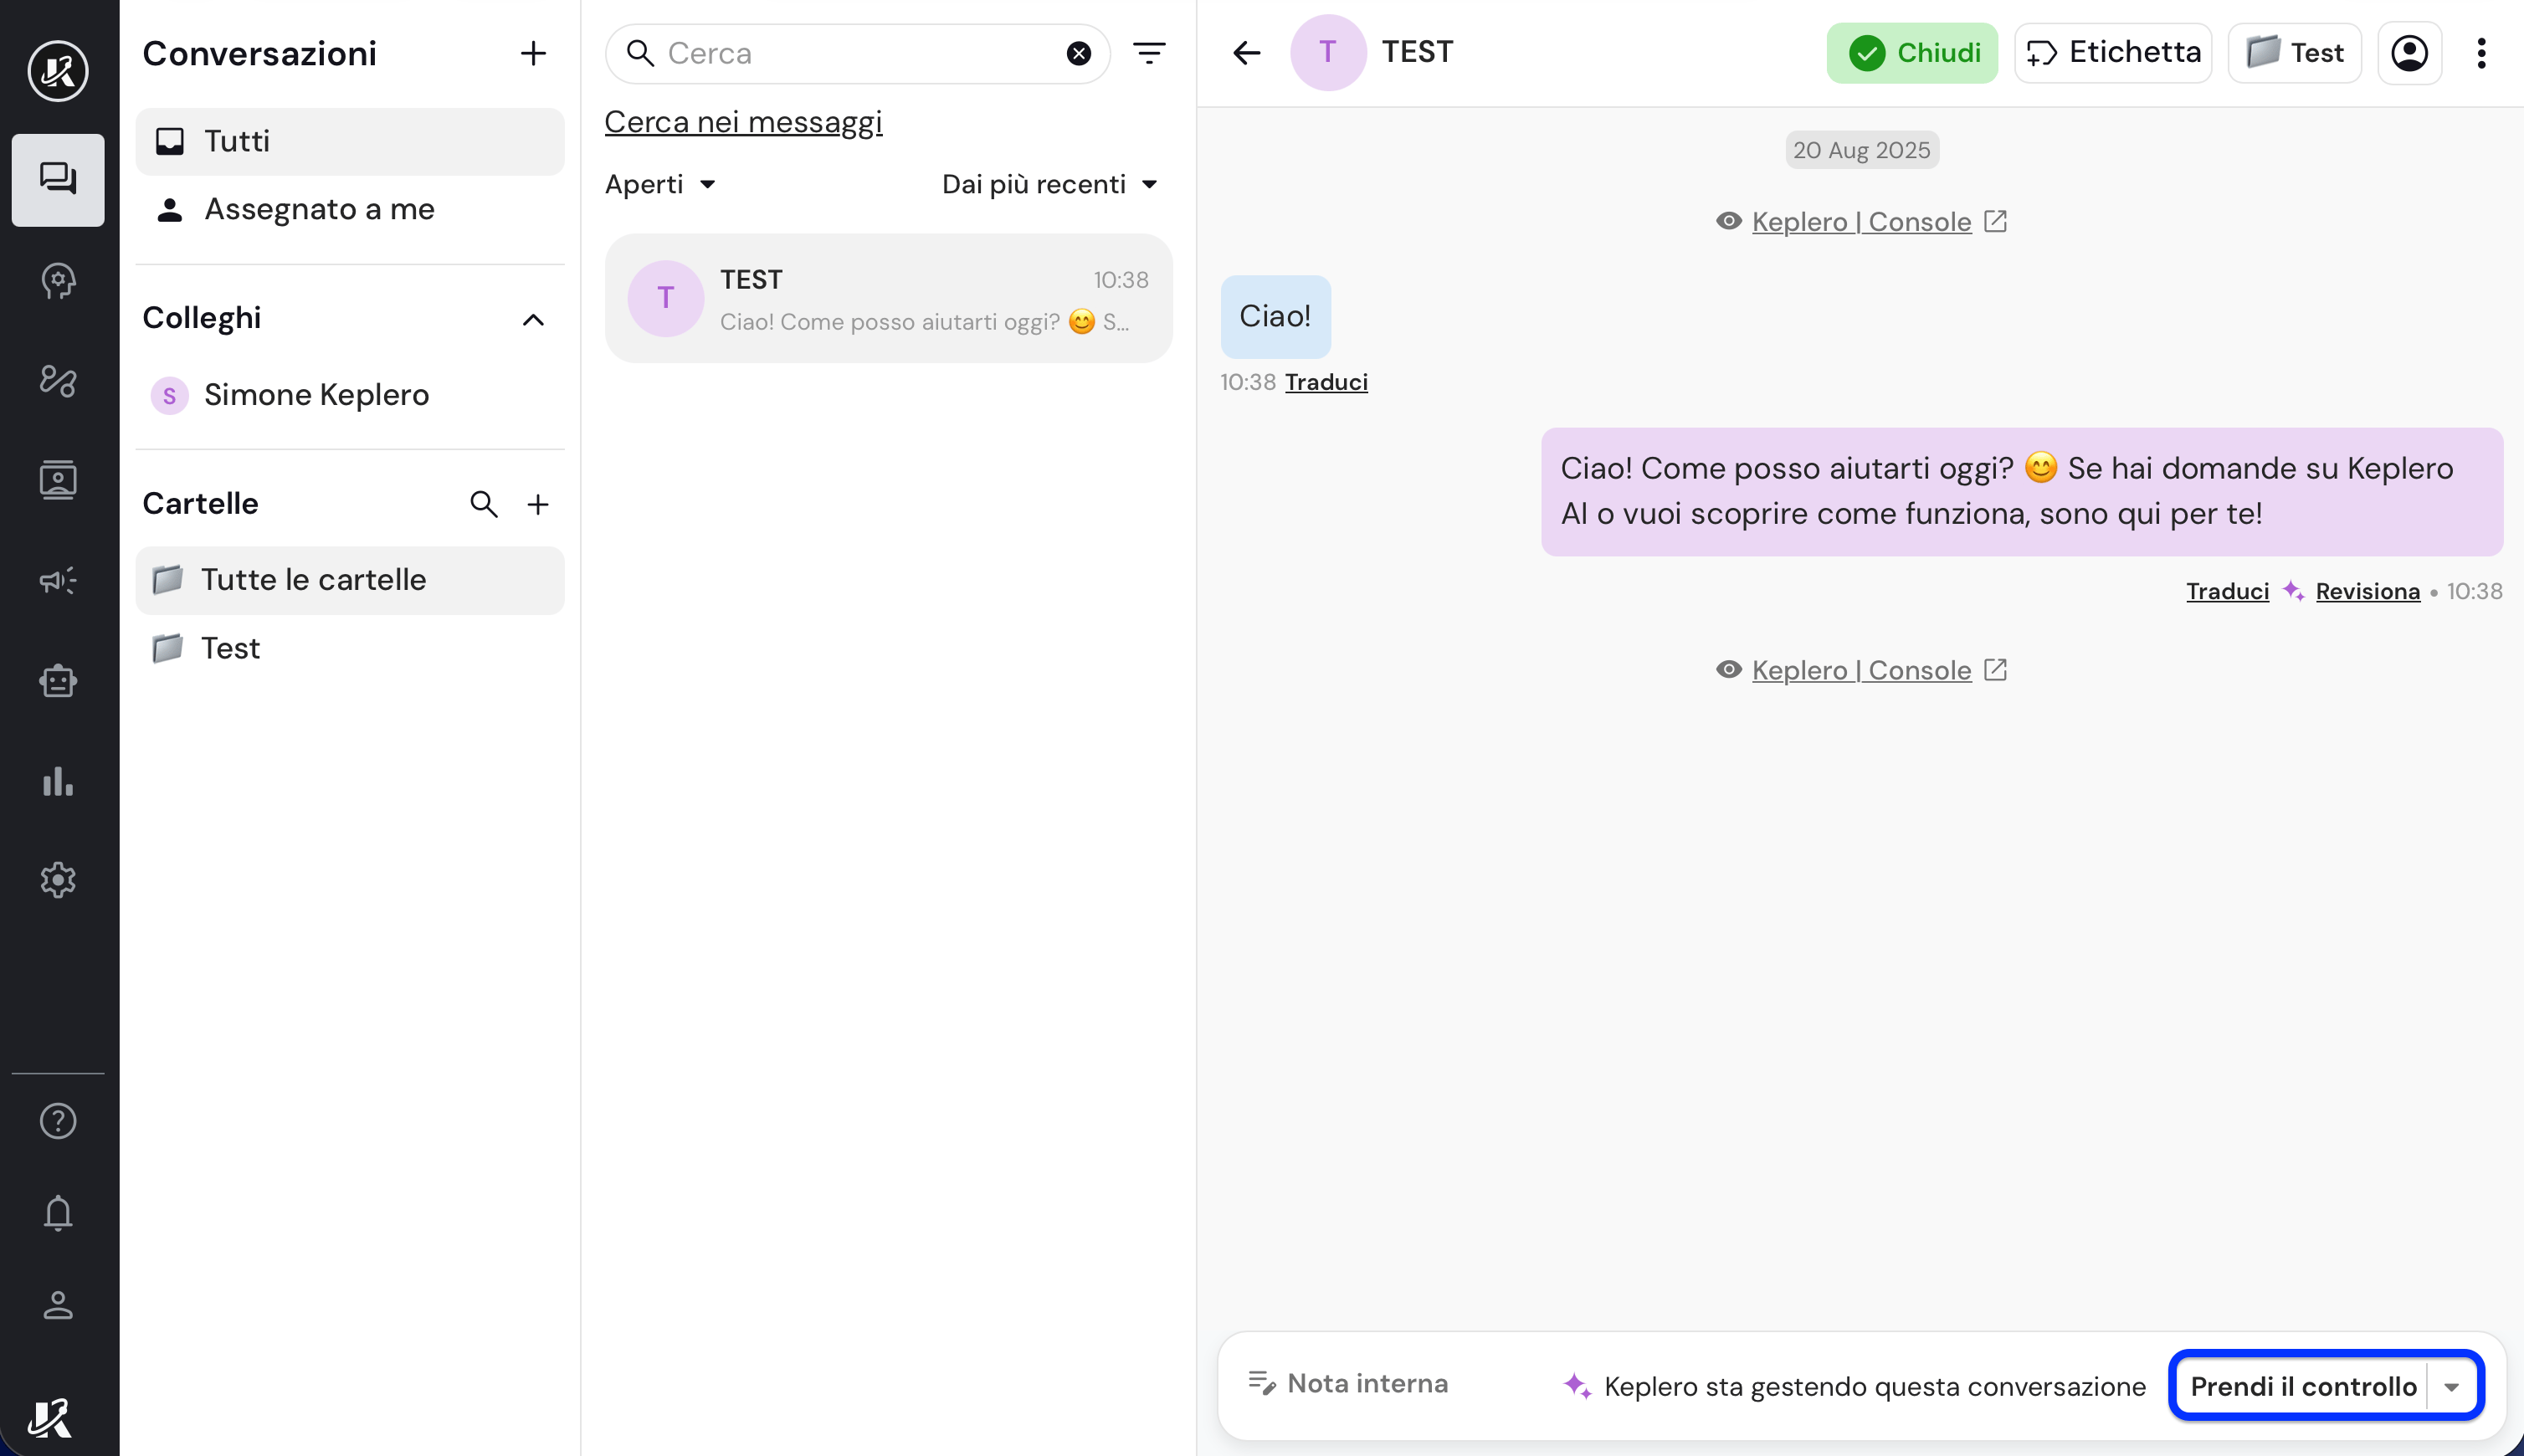 Conversazioni
Tutti
Assegnato a me
Colleghi
S Simone Keplero
Cartelle
Tutte le cartelle
Test
Cerca
Cerca nei messaggi
Aperti
Dai più recenti
T
TEST
10:38
Ciao! Come posso aiutarti oggi? 😊 S...
T
TEST
Chiudi
Etichetta
Test
20 Aug 2025
Keplero | Console
Ciao!
10:38 Traduci
Ciao! Come posso aiutarti oggi? 😊 Se hai domande su Keplero
AI o vuoi scoprire come funziona, sono qui per te!
Traduci Revisiona • 10:38
Keplero | Console
Nota interna
Keplero sta gestendo questa conversazione
Prendi il controllo